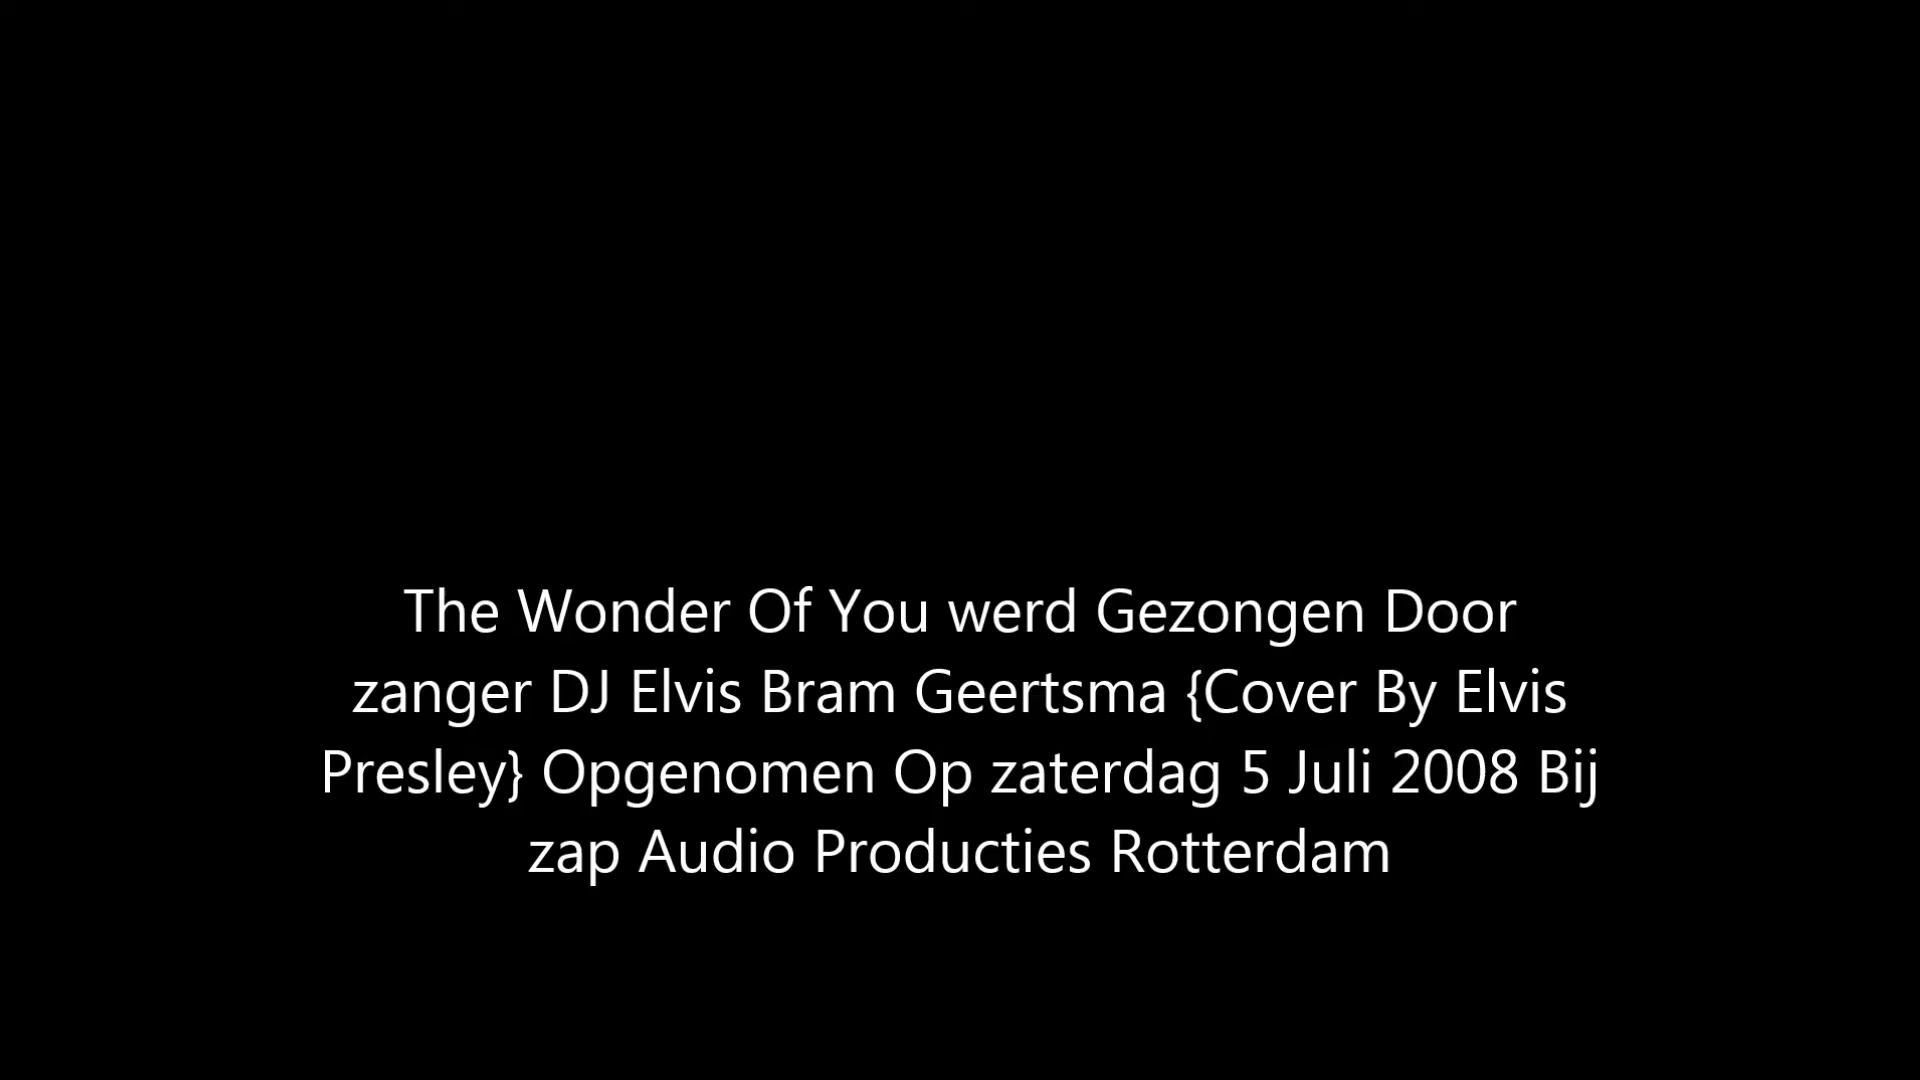 The Wonder Of You werd Gezongen Door
zanger DJ Elvis Bram Geertsma {Cover By Elvis
Presley} Opgenomen Op zaterdag 5 Juli 2008 Bij
zap Audio Producties Rotterdam